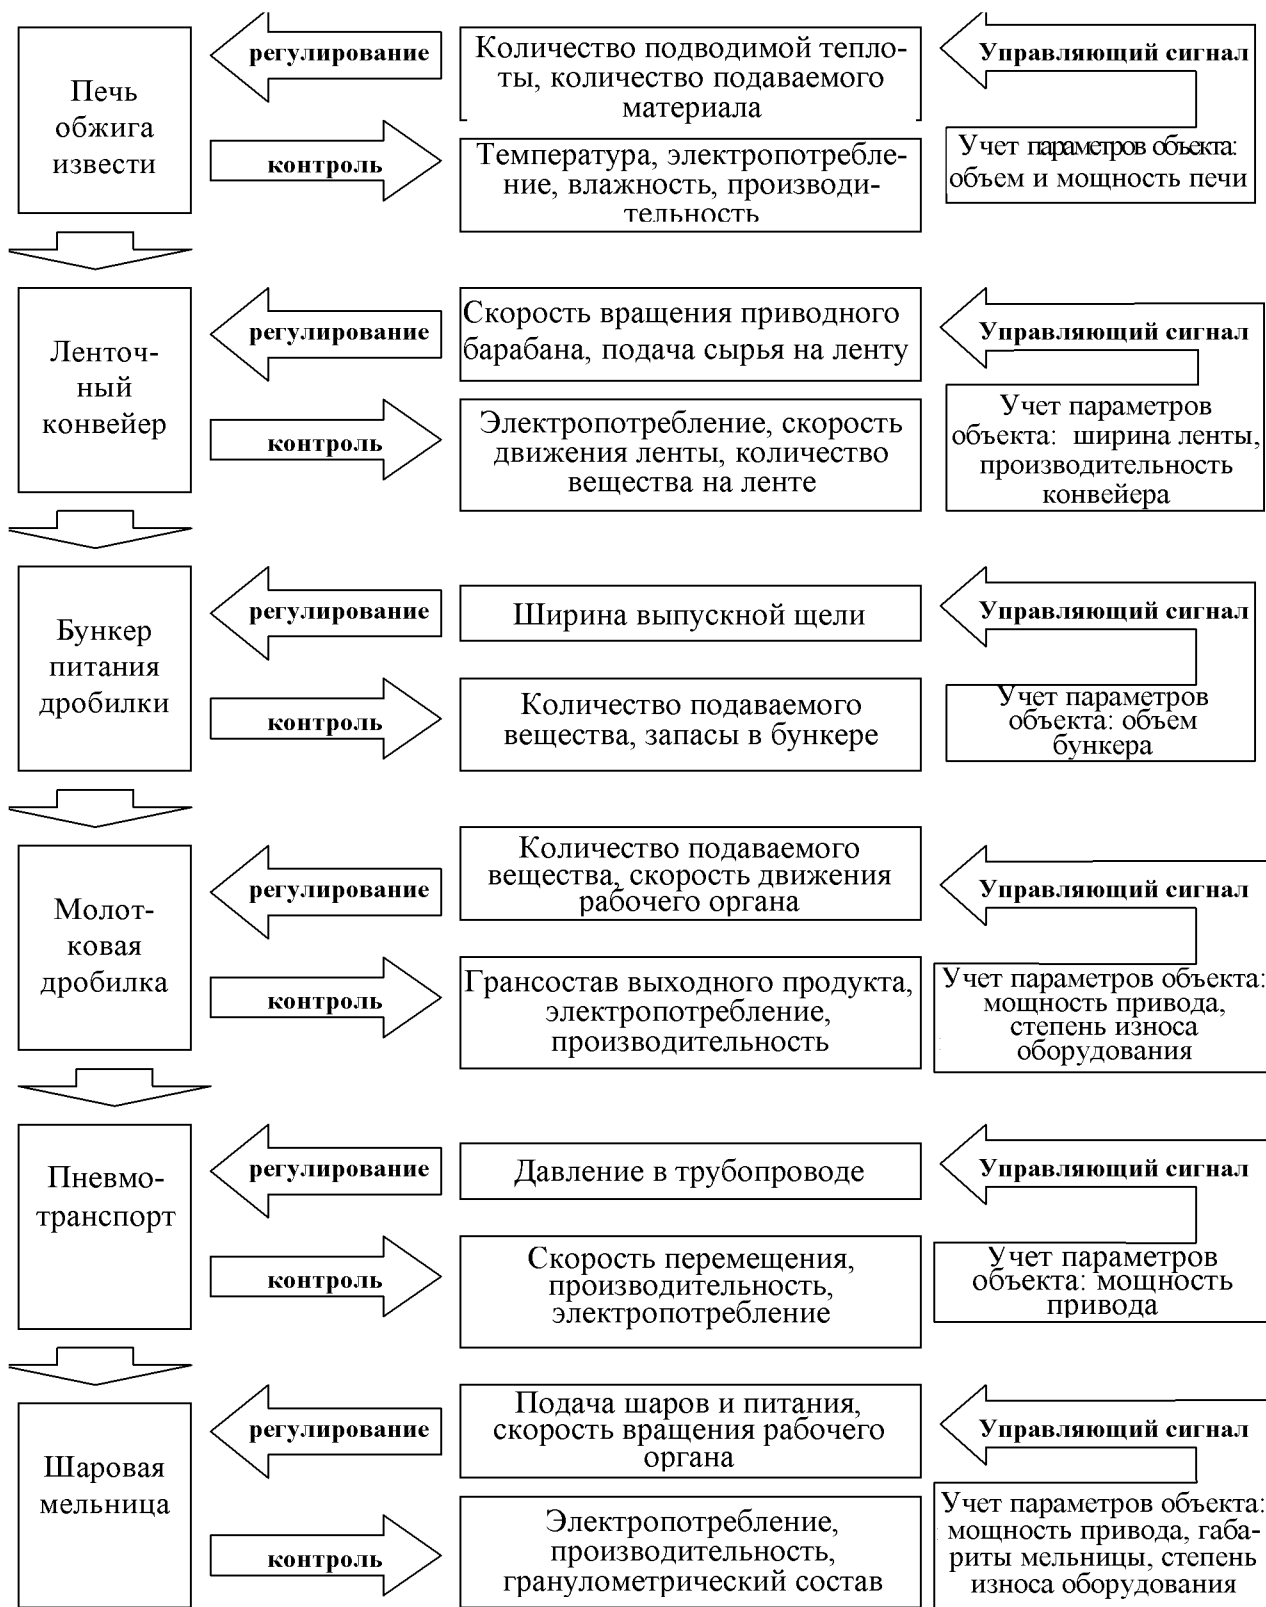 Печь
обжига
извести
регулирование
Количество подводимой тепло-
ты, количество подаваемого
материала
Управляющий сигнал
контроль
Температура, электропотребле-
ние, влажность, производи-
тельность
Учет параметров объекта:
объем и мощность печи
Ленточ-
ный
конвейер
регулирование
Скорость вращения приводного
барабана, подача сырья на ленту
Управляющий сигнал
контроль
Электропотребление, скорость
движения ленты, количество
вещества на ленте
Учет параметров
объекта: ширина ленты,
производительность
конвейера
Бункер
питания
дробилки
регулирование
Ширина выпускной щели
Управляющий сигнал
контроль
Количество подаваемого
вещества, запасы в бункере
Учет параметров
объекта: объем
бункера
Молот-
ковая
дробилка
регулирование
Количество подаваемого
вещества, скорость движения
рабочего органа
Управляющий сигнал
контроль
Грансостав выходного продукта,
электропотребление,
производительность
Учет параметров объекта:
мощность привода,
степень износа
оборудования
Пневмо-
транспорт
регулирование
Давление в трубопроводе
Управляющий сигнал
контроль
Скорость перемещения,
производительность,
электропотребление
Учет параметров
объекта: мощность
привода
Шаровая
мельница
регулирование
Подача шаров и питания,
скорость вращения рабочего
органа
Управляющий сигнал
контроль
Электропотребление,
производительность,
гранулометрический состав
Учет параметров объекта:
мощность привода, габа-
риты мельницы, степень
износа оборудования